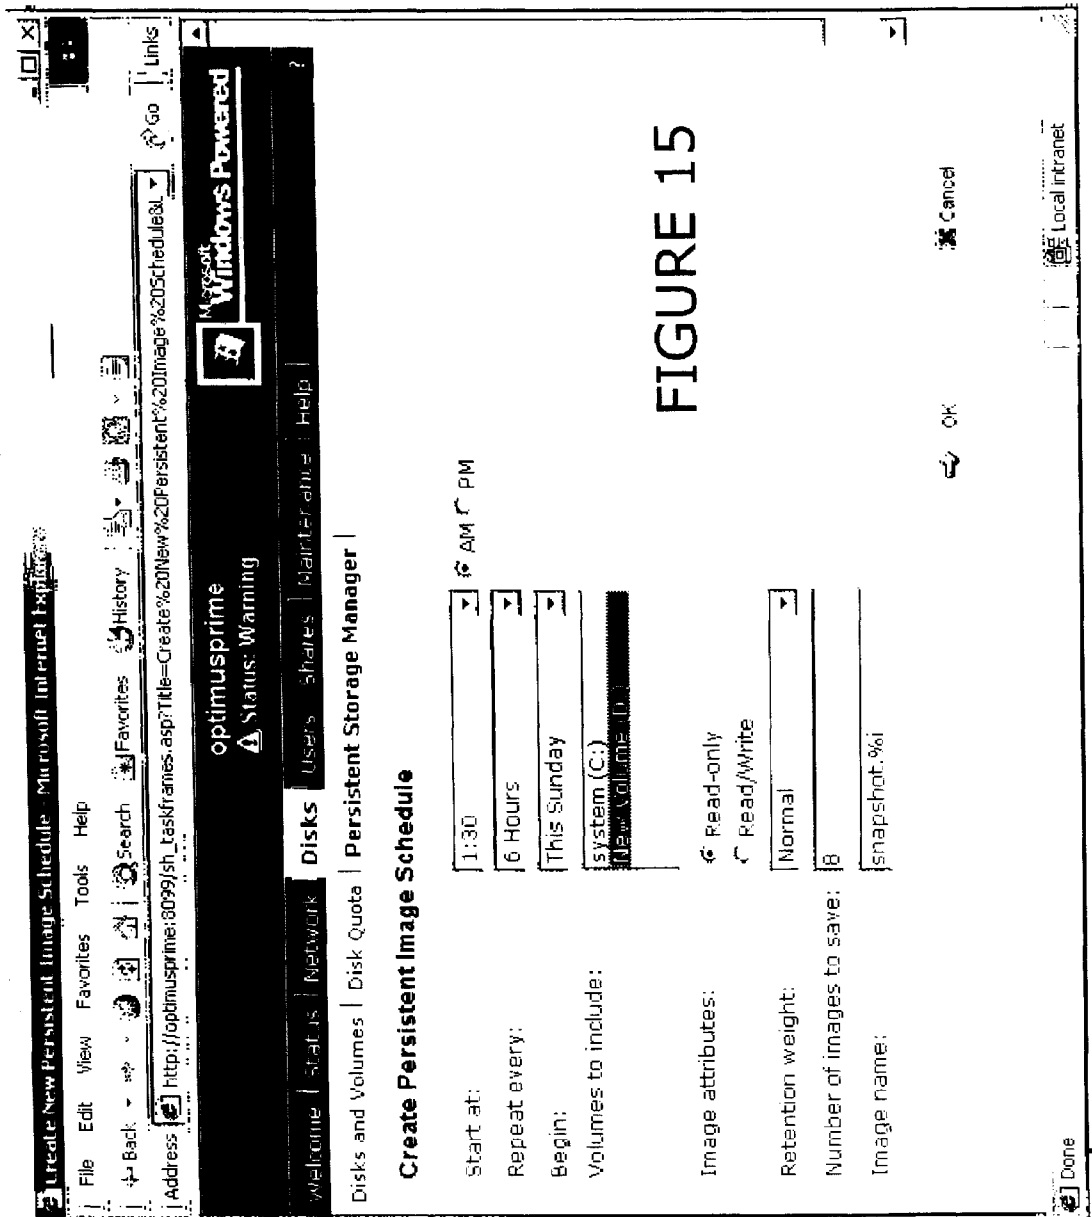 Create New Persistent Image Schedule - Microsoft Internet Explorer
File Edit View Favorites Tools Help
Back Search Favorites History
Address http://optimusprime:8099/sh_taskframes.asp?Title=Create%20New%20Persistent%20Image%20Schedule&U Go Links
optimusprime
Status: Warning
Microsoft
Windows Powered
Welcome | Status | Network | Disks | Users | Shares | Maintenance | Help | ?
Disks and Volumes | Disk Quota | Persistent Storage Manager |
Create Persistent Image Schedule
Start at: 1:30 AM PM
Repeat every: 6 Hours
Begin: This Sunday
Volumes to include: system (C:)
New Volume
Image attributes: Read-only
Read/Write
Retention weight: Normal
Number of images to save: 8
Image name: snapshot.%i
FIGURE 15
OK Cancel
Done Local intranet